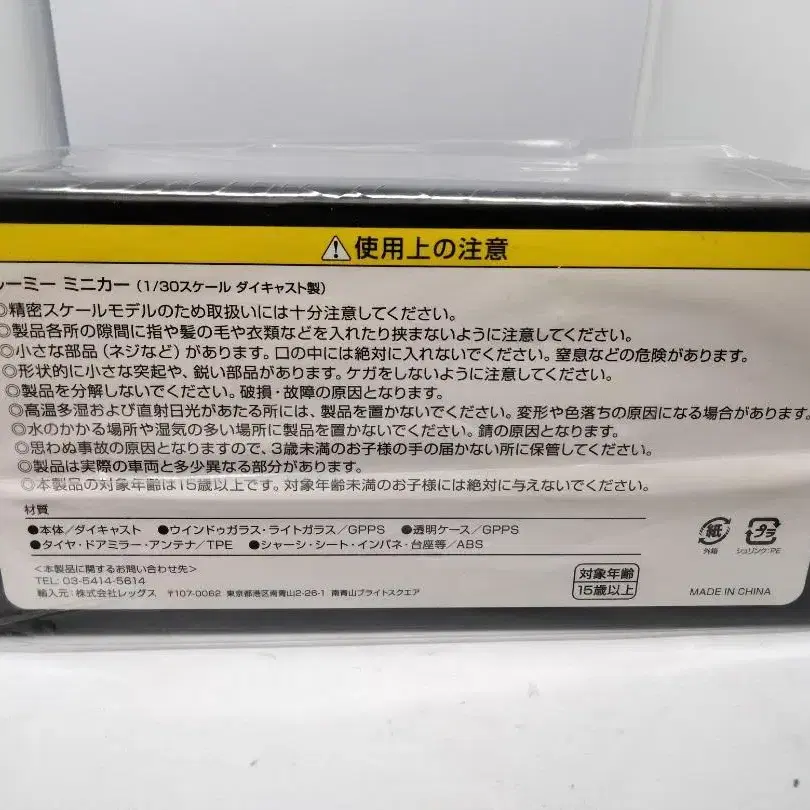 ⚠使用上の注意
ーミー ミニカー(1/30スケール ダイキャスト製)
◎精密スケールモデルのため取扱いには十分注意してください。
◎製品各所の隙間に指や髪の毛や衣類などを入れたり挟まないように注意してください。
◎小さな部品(ネジなど)があります。口の中には絶対に入れないでください。窒息などの危険があります。
◎形状的に小さな突起や、鋭い部品があります。ケガをしないように注意してください。
◎製品を分解しないでください。破損・故障の原因となります。
◎高温多湿および直射日光があたる所には、製品を置かないでください。変形や色落ちの原因になる場合があります。
◎水のかかる場所や湿気の多い場所に製品を置かないでください。錆の原因となります。
◎思わぬ事故の原因となりますので、3歳未満のお子様の手の届かない所に保管してください。
◎製品は実際の車両と多少異なる部分があります。
◎本製品の対象年齢は15歳以上です。対象年齢未満のお子様には絶対に与えないでください。
材質
●本体/ダイキャスト ●ウインドゥガラス・ライトガラス/GPPS ●透明ケース/GPPS
●タイヤ・ドアミラー・アンテナ/TPE ●シャーシ・シート・インパネ・台座等/ABS
<本製品に関するお問い合わせ先>
TEL: 03-5414-5614
輸入元:株式会社レッグス 〒107-0062 東京都港区南青山2-26-1 南青山ブライトスクエア
対象年齢
15歳以上
紙
外箱
プラ
シュリンク:PE
MADE IN CHINA